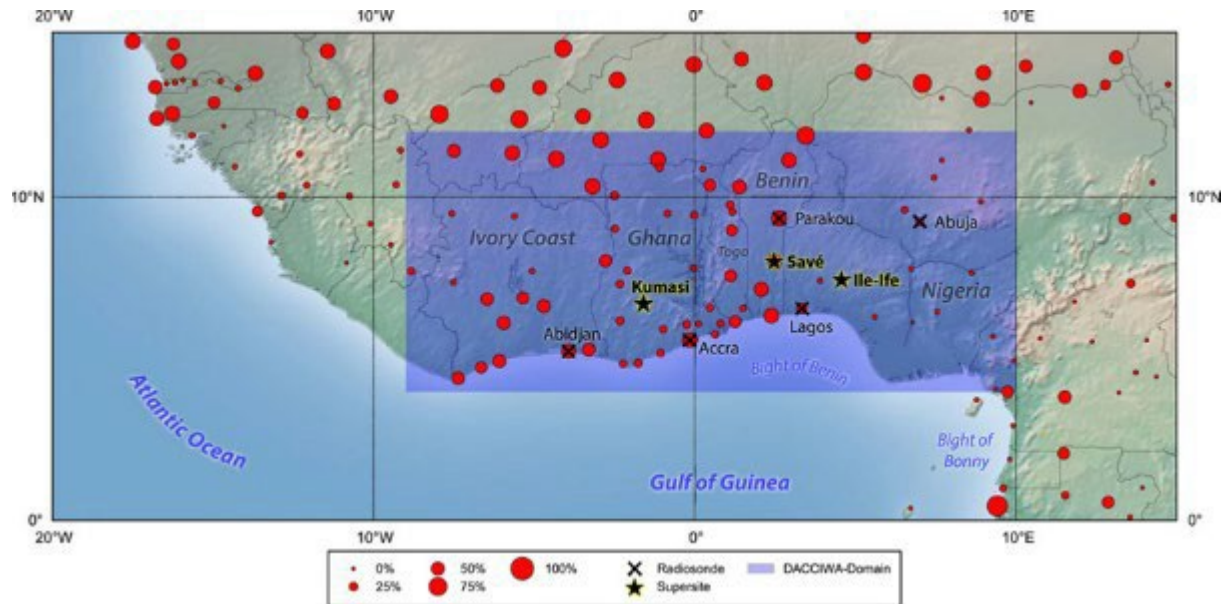 20°W 10°W 0° 10°E
10°N 10°N
Benin
Parakou
Abuja
Ivory Coast Ghana
Togo
Savé
Ile-Ife
Kumasi
Nigeria
Abidjan
Lagos
Accra
Bight of Benin
Atlantic Ocean
Bight of
Bonny
Gulf of Guinea
0° 0°
20°W 10°W 0° 10°E
0% 50% 100% Radiosonde DACCIWA-Domain
25% 75% Supersite